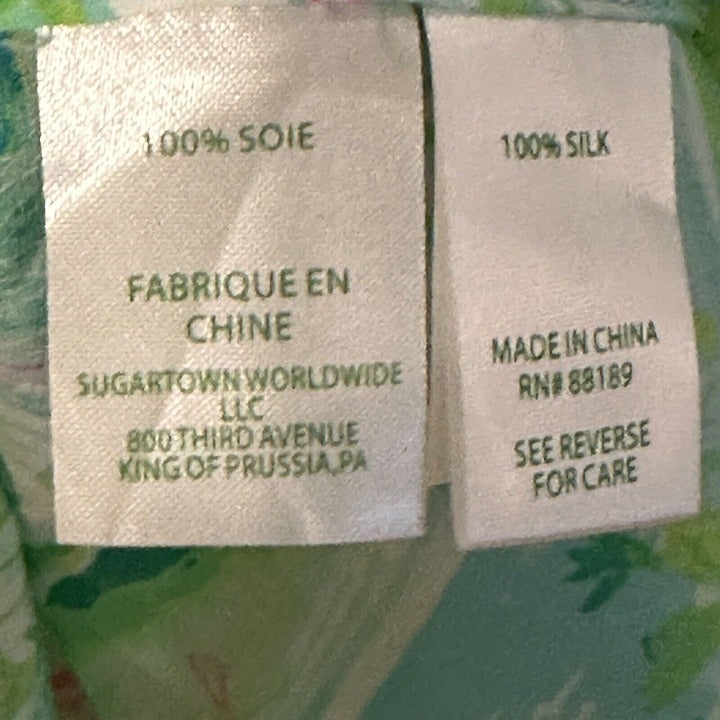 100% SOIE
FABRIQUE EN
CHINE
SUGARTOWN WORLDWIDE
LLC
800 THIRD AVENUE
KING OF PRUSSIA, PA
100% SILK
MADE IN CHINA
RN# 88189
SEE REVERSE
FOR CARE